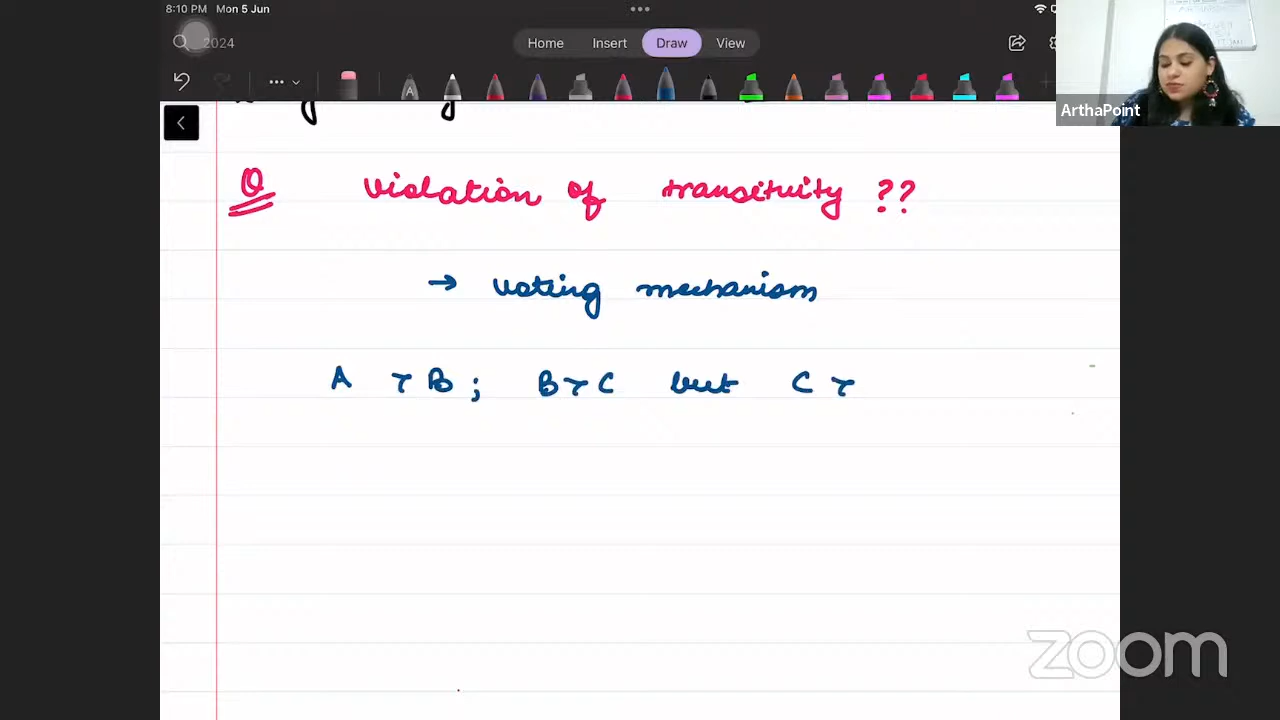 8:10 PM Mon 5 Jun
2024
Home Insert Draw View
ArthaPoint
Q violation of transitivity ??
→ voting mechanism
A ≻ B ; B ≻ C but C ≻
zoom